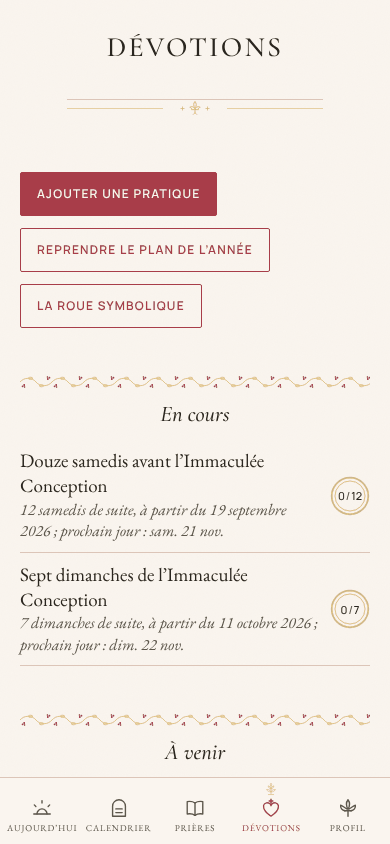 DÉVOTIONS
AJOUTER UNE PRATIQUE
REPRENDRE LE PLAN DE L’ANNÉE
LA ROUE SYMBOLIQUE
En cours
Douze samedis avant l’Immaculée
Conception
12 samedis de suite, à partir du 19 septembre
2026 ; prochain jour : sam. 21 nov.
0/12
Sept dimanches de l’Immaculée
Conception
7 dimanches de suite, à partir du 11 octobre 2026 ;
prochain jour : dim. 22 nov.
0/7
À venir
AUJOURD’HUI CALENDRIER PRIÈRES DÉVOTIONS PROFIL